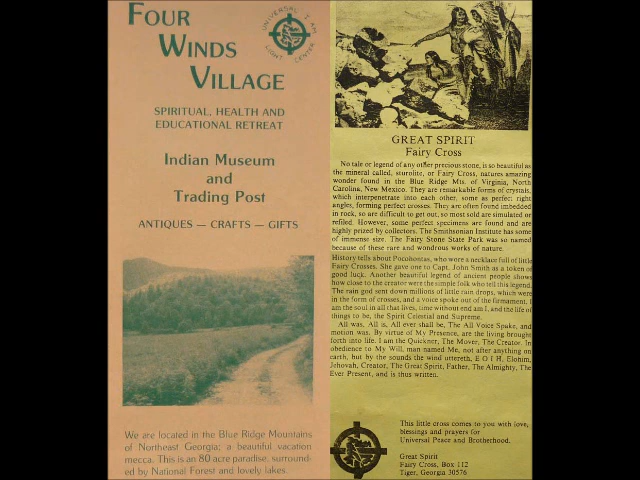 FOUR
WINDS
VILLAGE
UNIVERSAL I AM
LIGHT CENTER
SPIRITUAL, HEALTH AND
EDUCATIONAL RETREAT
Indian Museum
and
Trading Post
ANTIQUES — CRAFTS — GIFTS
We are located in the Blue Ridge Mountains
of Northeast Georgia; a beautiful vacation
mecca. This is an 80 acre paradise, surround-
ed by National Forest and lovely lakes.
GREAT SPIRIT
Fairy Cross
No tale or legend of any other precious stone, is so beautiful as
the mineral called, sturolite, or Fairy Cross, natures amazing
wonder found in the Blue Ridge Mts. of Virginia, North
Carolina, New Mexico. They are remarkable forms of crystals,
which interpenetrate into each other, some as perfect right
angles, forming perfect crosses. They are often found imbedded
in rock, so are difficult to get out, so most sold are simulated or
refiled. However, some perfect specimens are found and are
highly prized by collectors. The Smithsonian Institute has some
of immense size. The Fairy Stone State Park was so named
because of these rare and wondrous works of nature.
History tells about Pocohontas, who wore a necklace full of little
Fairy Crosses. She gave one to Capt. John Smith as a token of
good luck. Another beautiful legend of ancient people shows
how close to the creator were the simple folk who tell this legend.
The rain god sent down millions of little rain drops, which were
in the form of crosses, and a voice spoke out of the firmament, I
am the soul in all that lives, time without end am I, and the life of
things to be, the Spirit Celestial and Supreme.
All was, All is, All ever shall be, The All Voice Spake, and
motion was. By virtue of My Presence, are the living brought
forth into life. I am the Quickner, The Mover, The Creator. In
obedience to My Will, man named Me, not after anything on
earth, but by the sounds the wind uttereth, E O I H, Elohim,
Jehovah, Creator, The Great Spirit, Father, The Almighty, The
Ever Present, and is thus written.
This little cross comes to you with love,
blessings and prayers for
Universal Peace and Brotherhood.
Great Spirit
Fairy Cross, Box 112
Tiger, Georgia 30576